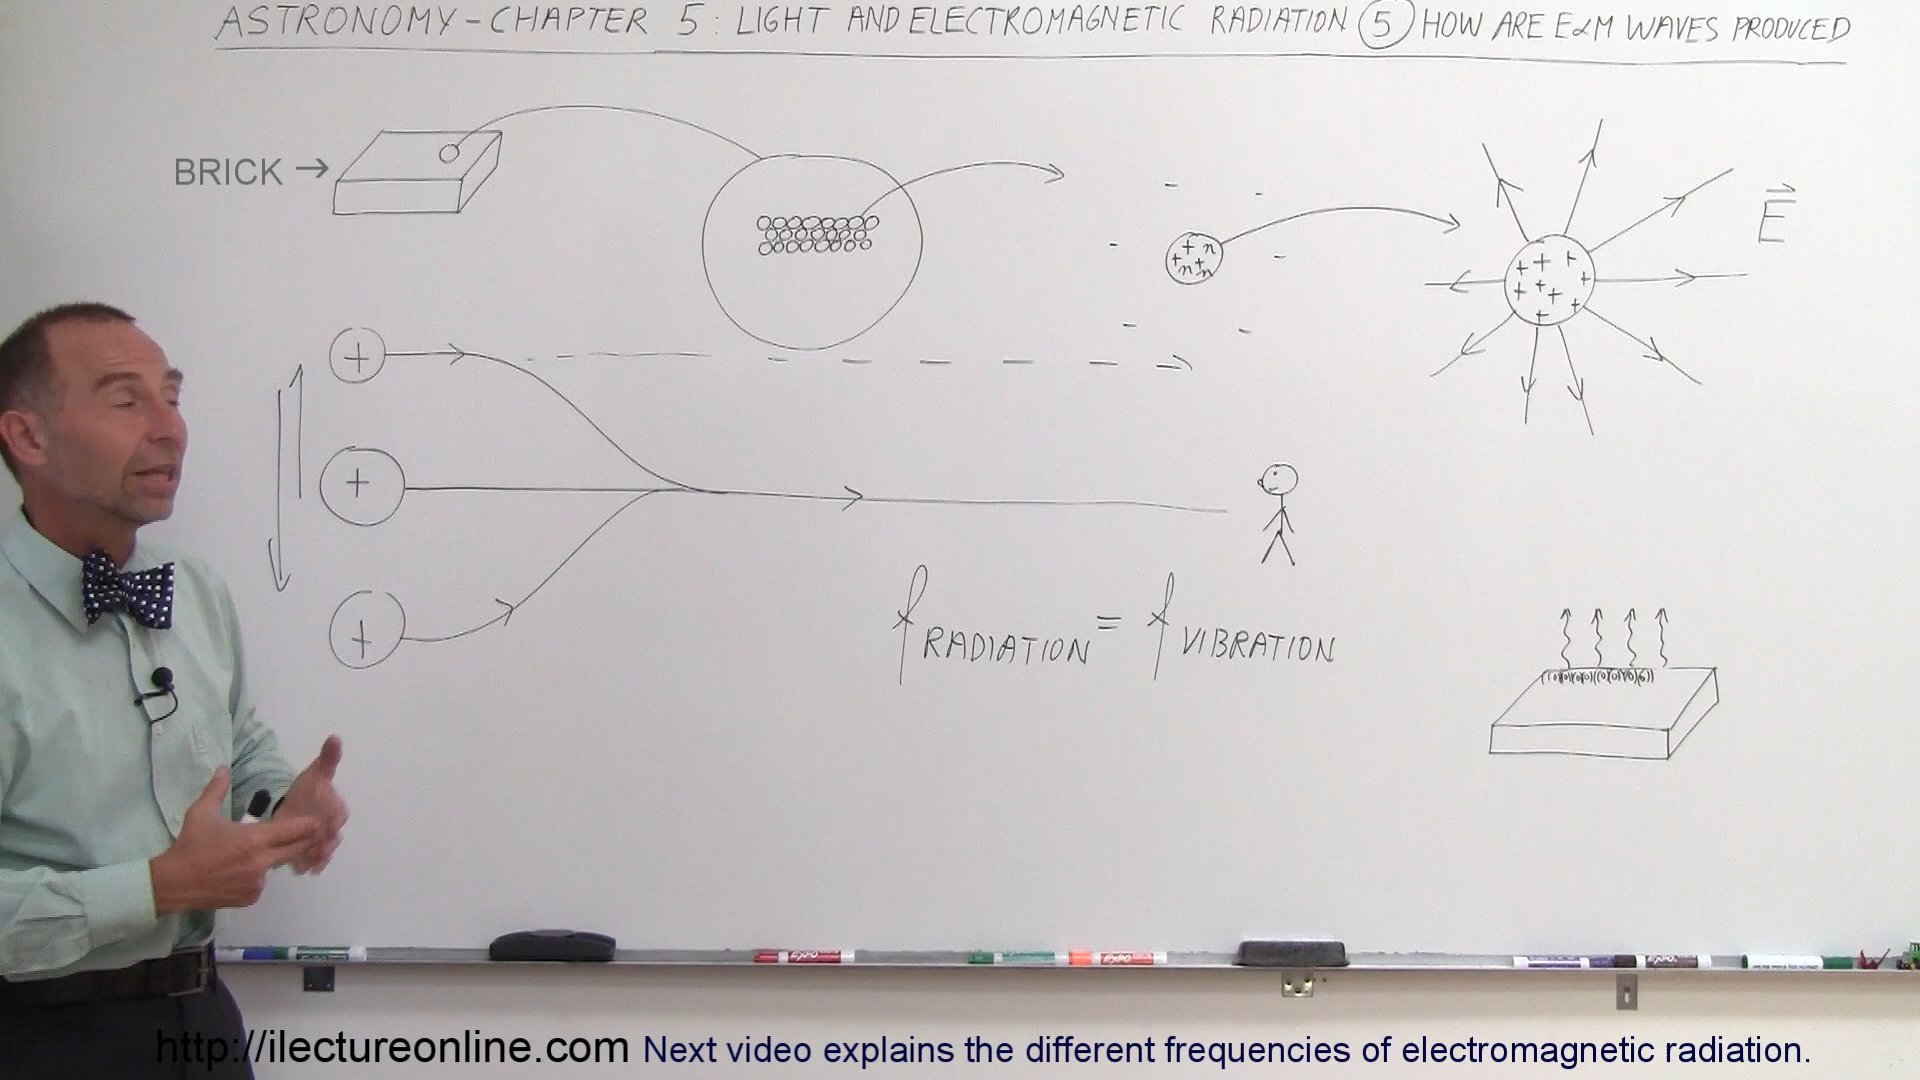 ASTRONOMY - CHAPTER 5: LIGHT AND ELECTROMAGNETIC RADIATION 5 HOW ARE E&M WAVES PRODUCED
BRICK →
E
+ n
+ +
n n
+ + +
+ + + +
+ +
+
+
+
+
f RADIATION = f VIBRATION
http://ilectureonline.com Next video explains the different frequencies of electromagnetic radiation.